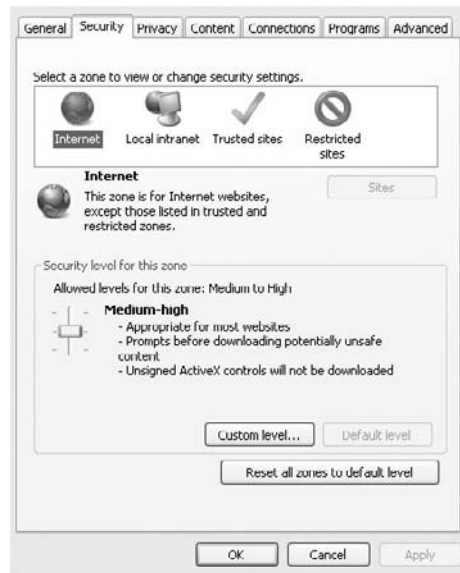 General Security Privacy Content Connections Programs Advanced
Select a zone to view or change security settings.
Internet Local intranet Trusted sites Restricted
sites
Internet
This zone is for Internet websites,
except those listed in trusted and
restricted zones.
Sites
Security level for this zone
Allowed levels for this zone: Medium to High
Medium-high
- Appropriate for most websites
- Prompts before downloading potentially unsafe
content
- Unsigned ActiveX controls will not be downloaded
Custom level... Default level
Reset all zones to default level
OK Cancel Apply